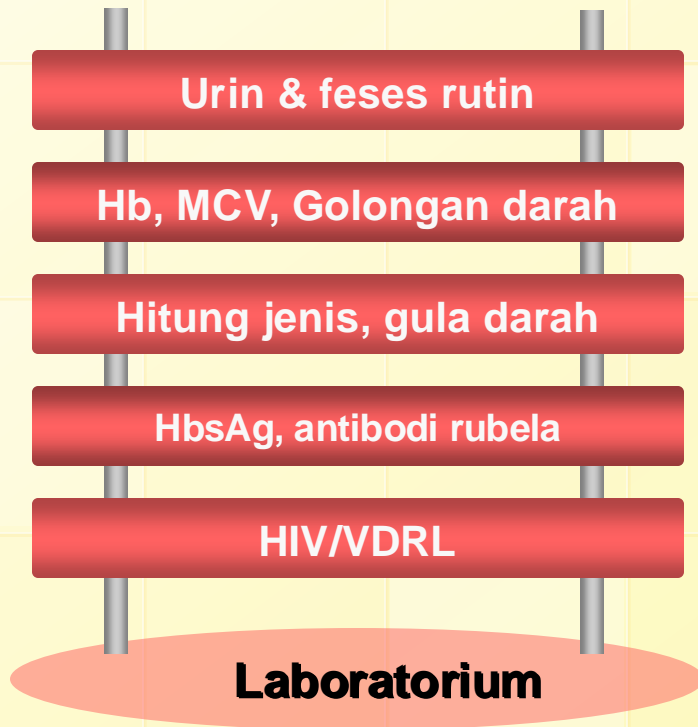 Urin & feses rutin
Hb, MCV, Golongan darah
Hitung jenis, gula darah
HbsAg, antibodi rubela
HIV/VDRL
Laboratorium